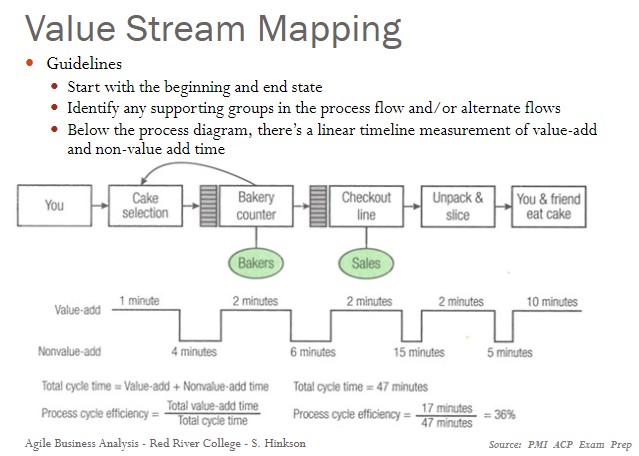 Value Stream Mapping
Guidelines
Start with the beginning and end state
Identify any supporting groups in the process flow and/or alternate flows
Below the process diagram, there's a linear timeline measurement of value-add
and non-value add time
You
Cake
selection
Bakery
counter
Checkout
line
Unpack &
slice
You & friend
eat cake
Bakers
Sales
Value-add
1 minute
2 minutes
2 minutes
2 minutes
10 minutes
Nonvalue-add
4 minutes
6 minutes
15 minutes
5 minutes
Total cycle time = Value-add + Nonvalue-add time
Total cycle time = 47 minutes
Process cycle efficiency = Total value-add time
Total cycle time
Process cycle efficiency = 17 minutes
47 minutes
= 36%
Agile Business Analysis - Red River College - S. Hinkson
Source: PMI ACP Exam Prep